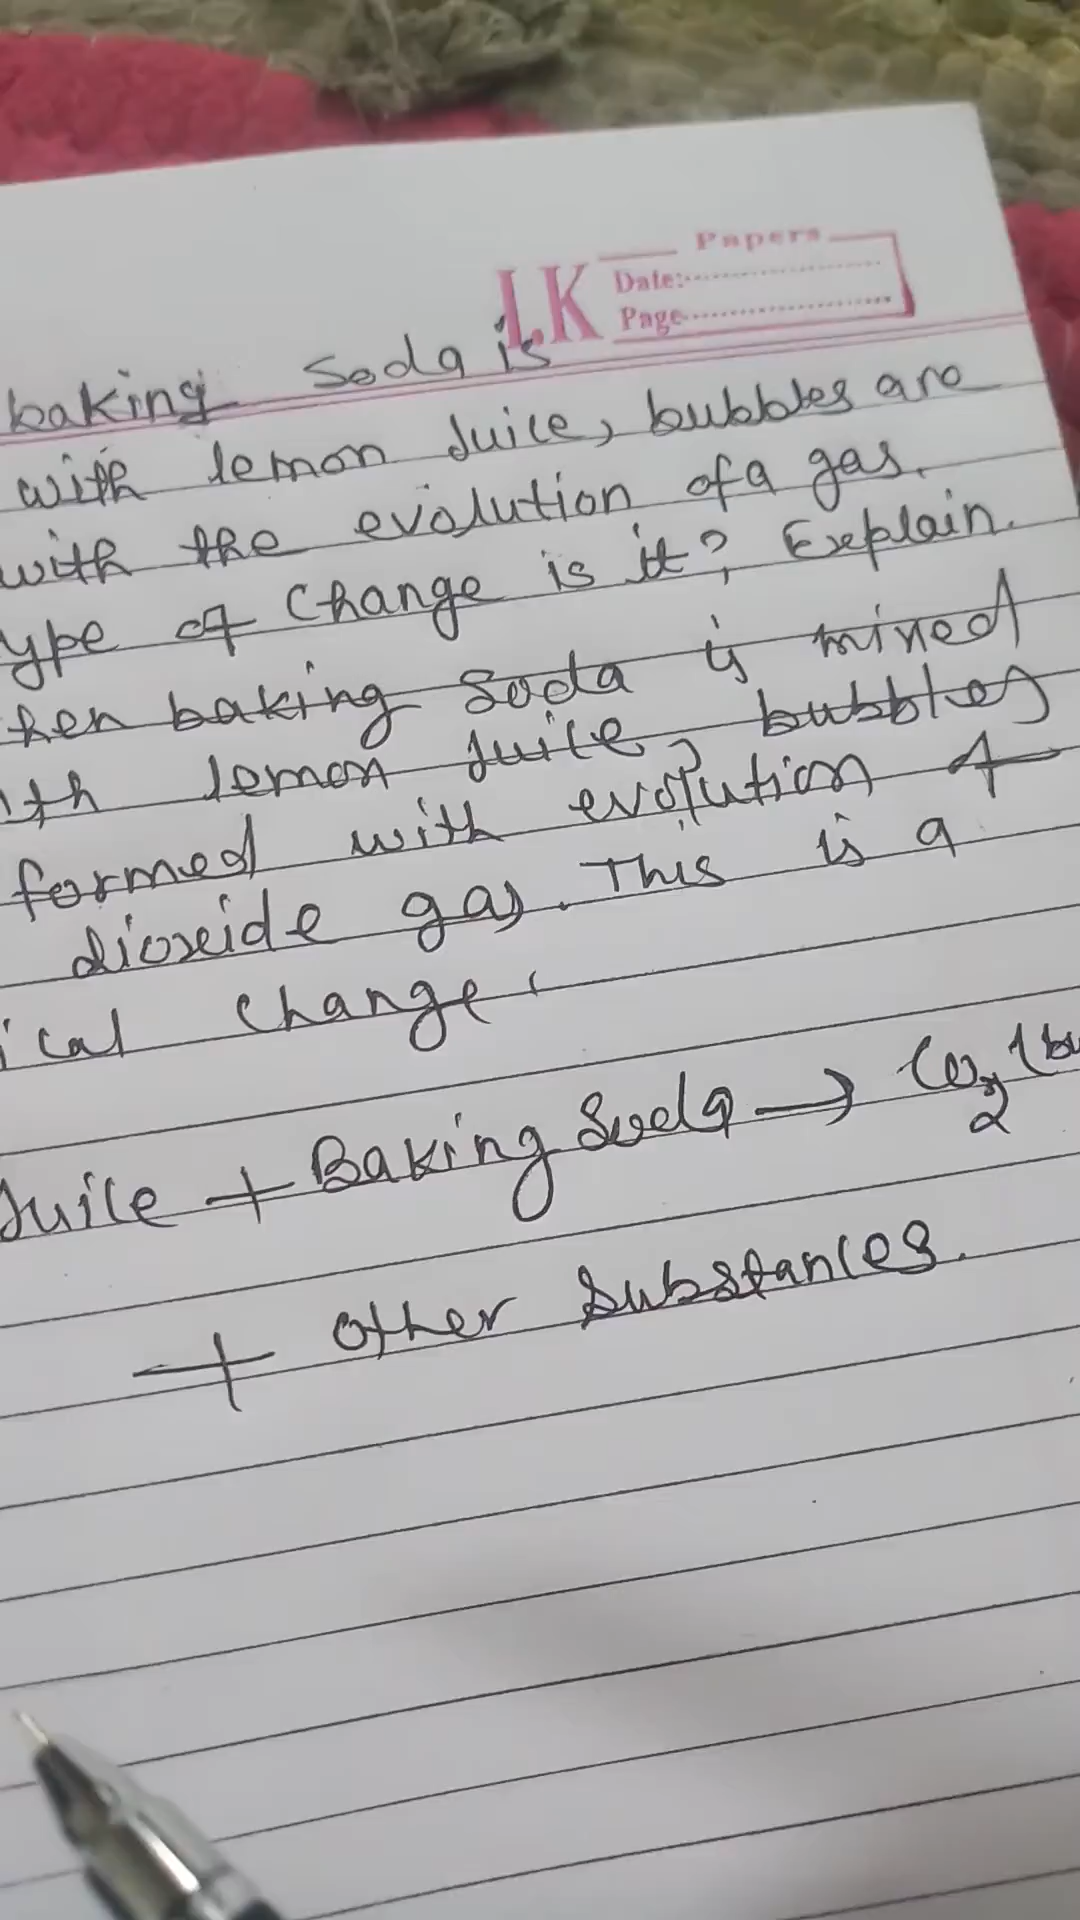 Papers
LK
Date:
Page
baking soda is
with lemon Juice, bubbles are
with the evolution of a gas.
ype of Change is it? Explain.
hen baking Soda is mixed
ith lemon Juice, bubbles
formed with evolution of
dioxide gas. This is a
ical Change.
Juice + Baking Soda → CO2 (bu
+ Other Substances.